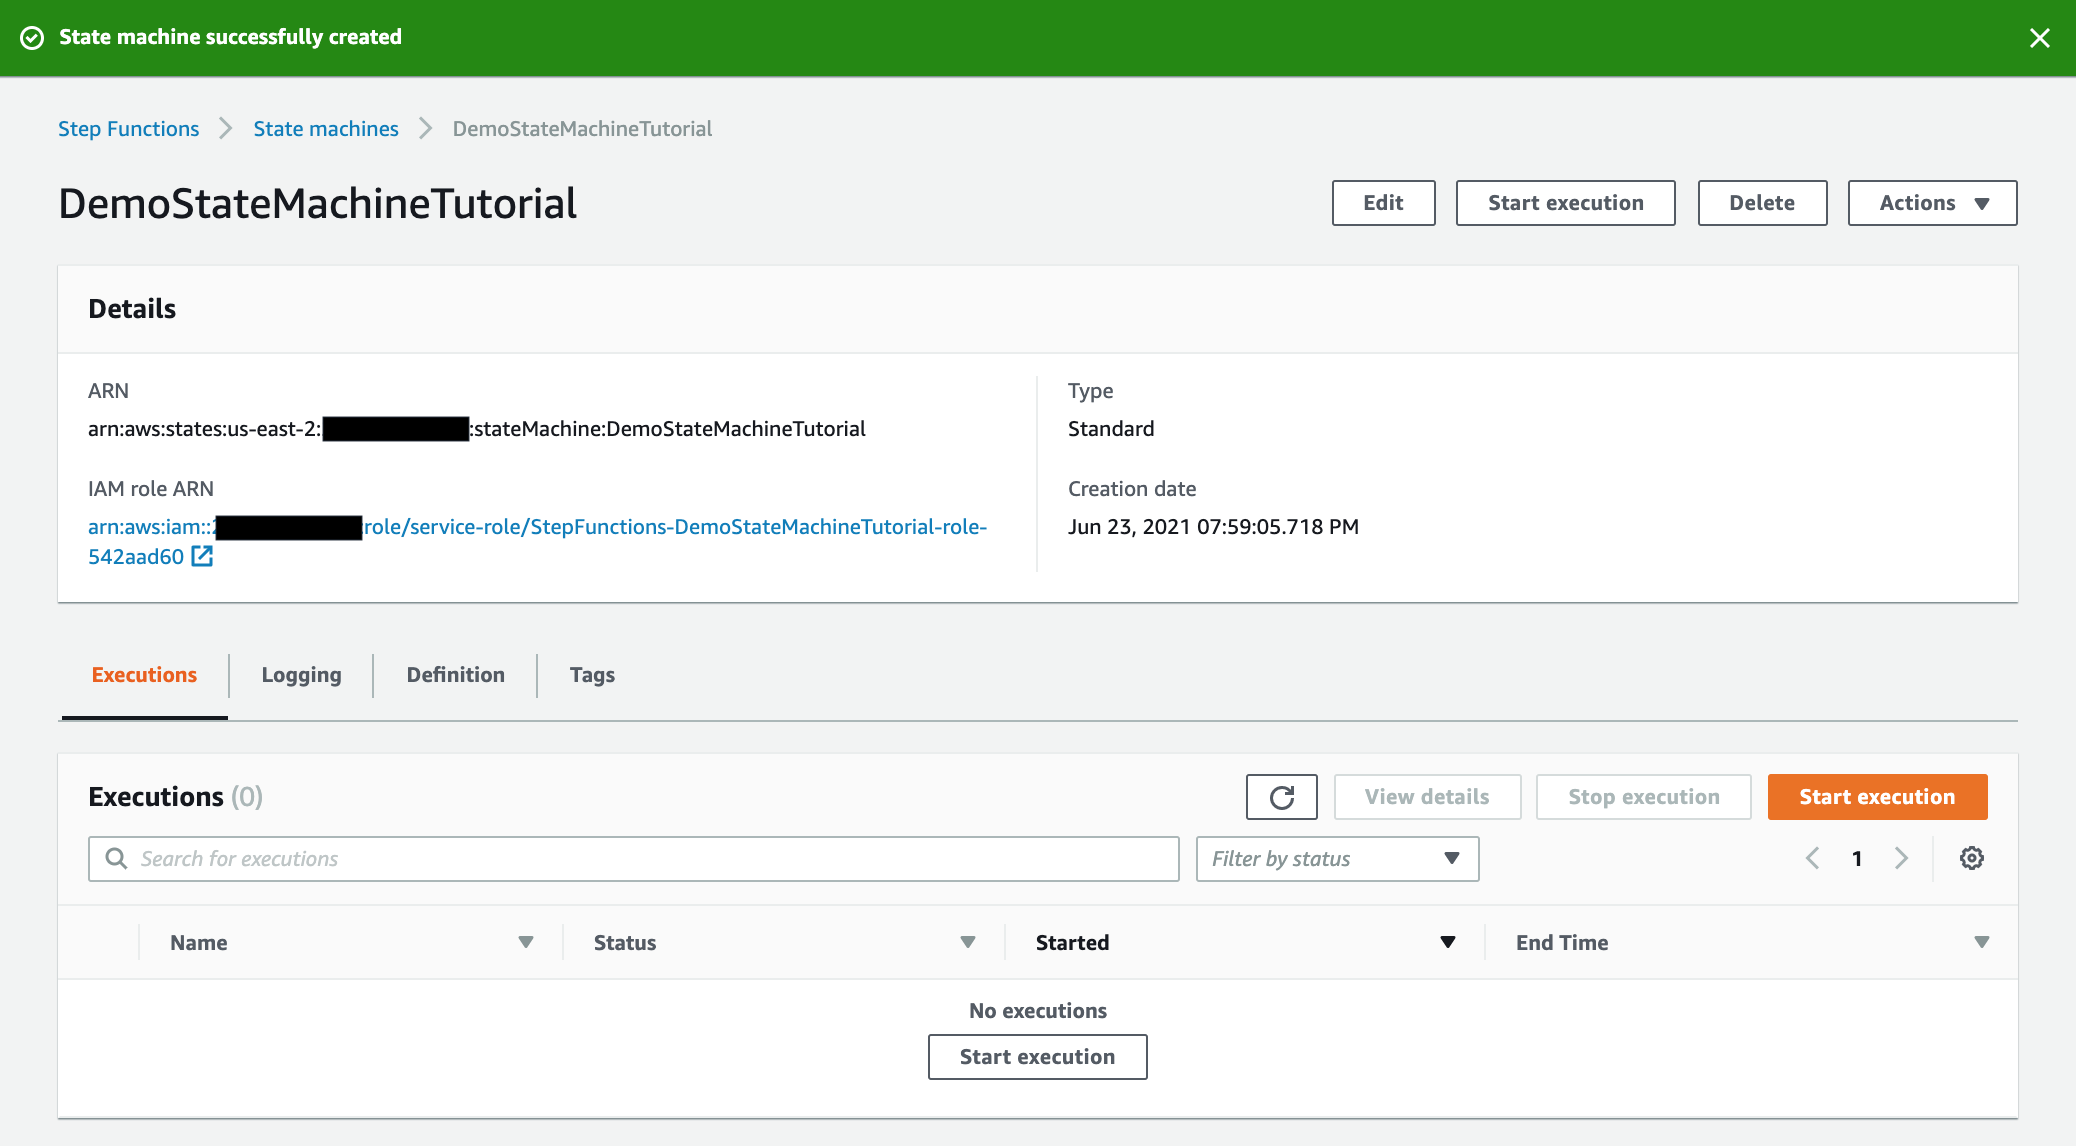 State machine successfully created
Step Functions
State machines
DemoStateMachineTutorial
DemoStateMachineTutorial
Edit
Start execution
Delete
Actions
Details
ARN
arn:aws:states:us-east-2: :stateMachine:DemoStateMachineTutorial
IAM role ARN
arn:aws:iam:: role/service-role/StepFunctions-DemoStateMachineTutorial-role-
542aad60
Type
Standard
Creation date
Jun 23, 2021 07:59:05.718 PM
Executions
Logging
Definition
Tags
Executions (0)
View details
Stop execution
Start execution
Search for executions
Filter by status
1
Name
Status
Started
End Time
No executions
Start execution